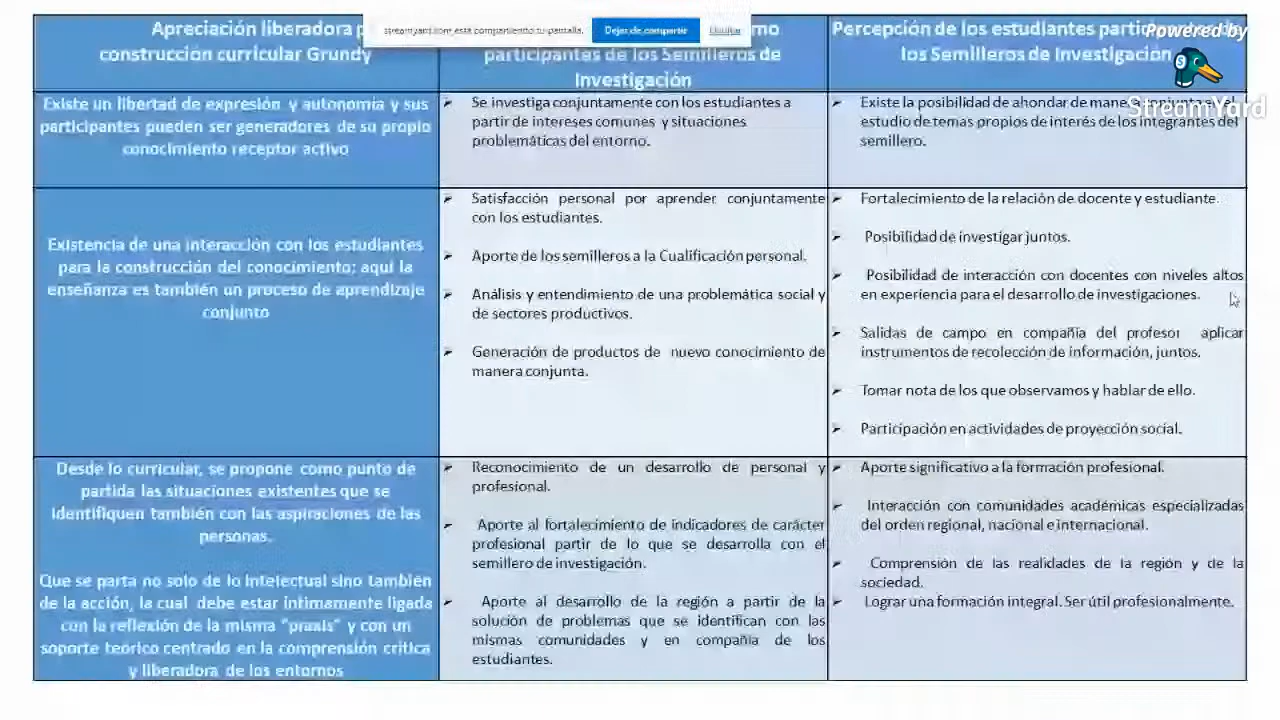 Apreciación liberadora p
construcción curricular Grundy
streamyard.com está compartiendo tu pantalla.
Dejar de compartir
Ocultar
mo
participantes de los Semilleros de
Investigación
Percepción de los estudiantes
los Semilleros de Investigación
Powered by
StreamYard
Existe un libertad de expresión y autonomía y sus
participantes pueden ser generadores de su propio
conocimiento receptor activo
➢ Se investiga conjuntamente con los estudiantes a
partir de intereses comunes y situaciones
problemáticas del entorno.
➢ Existe la posibilidad de ahondar de
estudio de temas propios de interés de los integrantes del
semillero.
Existencia de una interacción con los estudiantes
para la construcción del conocimiento; aquí la
enseñanza es también un proceso de aprendizaje
conjunto
➢ Satisfacción personal por aprender conjuntamente
con los estudiantes.
➢ Aporte de los semilleros a la Cualificación personal.
➢ Análisis y entendimiento de una problemática social y
de sectores productivos.
➢ Generación de productos de nuevo conocimiento de
manera conjunta.
➢ Fortalecimiento de la relación de docente y estudiante.
➢ Posibilidad de investigar juntos.
➢ Posibilidad de interacción con docentes con niveles altos
en experiencia para el desarrollo de investigaciones.
➢ Salidas de campo en compañía del profesor aplicar
instrumentos de recolección de información, juntos.
➢ Tomar nota de los que observamos y hablar de ello.
➢ Participación en actividades de proyección social.
Desde lo curricular, se propone como punto de
partida las situaciones existentes que se
identifiquen también con las aspiraciones de las
personas.
Que se parta no solo de lo intelectual sino también
de la acción, la cual debe estar íntimamente ligada
con la reflexión de la misma "praxis" y con un
soporte teórico centrado en la comprensión critica
y liberadora de los entornos
➢ Reconocimiento de un desarrollo de personal y
profesional.
➢ Aporte al fortalecimiento de indicadores de carácter
profesional partir de lo que se desarrolla con el
semillero de investigación.
➢ Aporte al desarrollo de la región a partir de la
solución de problemas que se identifican con las
mismas comunidades y en compañía de los
estudiantes.
➢ Aporte significativo a la formación profesional.
➢ Interacción con comunidades académicas especializadas
del orden regional, nacional e internacional.
➢ Comprensión de las realidades de la región y de la
sociedad.
➢ Lograr una formación integral. Ser útil profesionalmente.